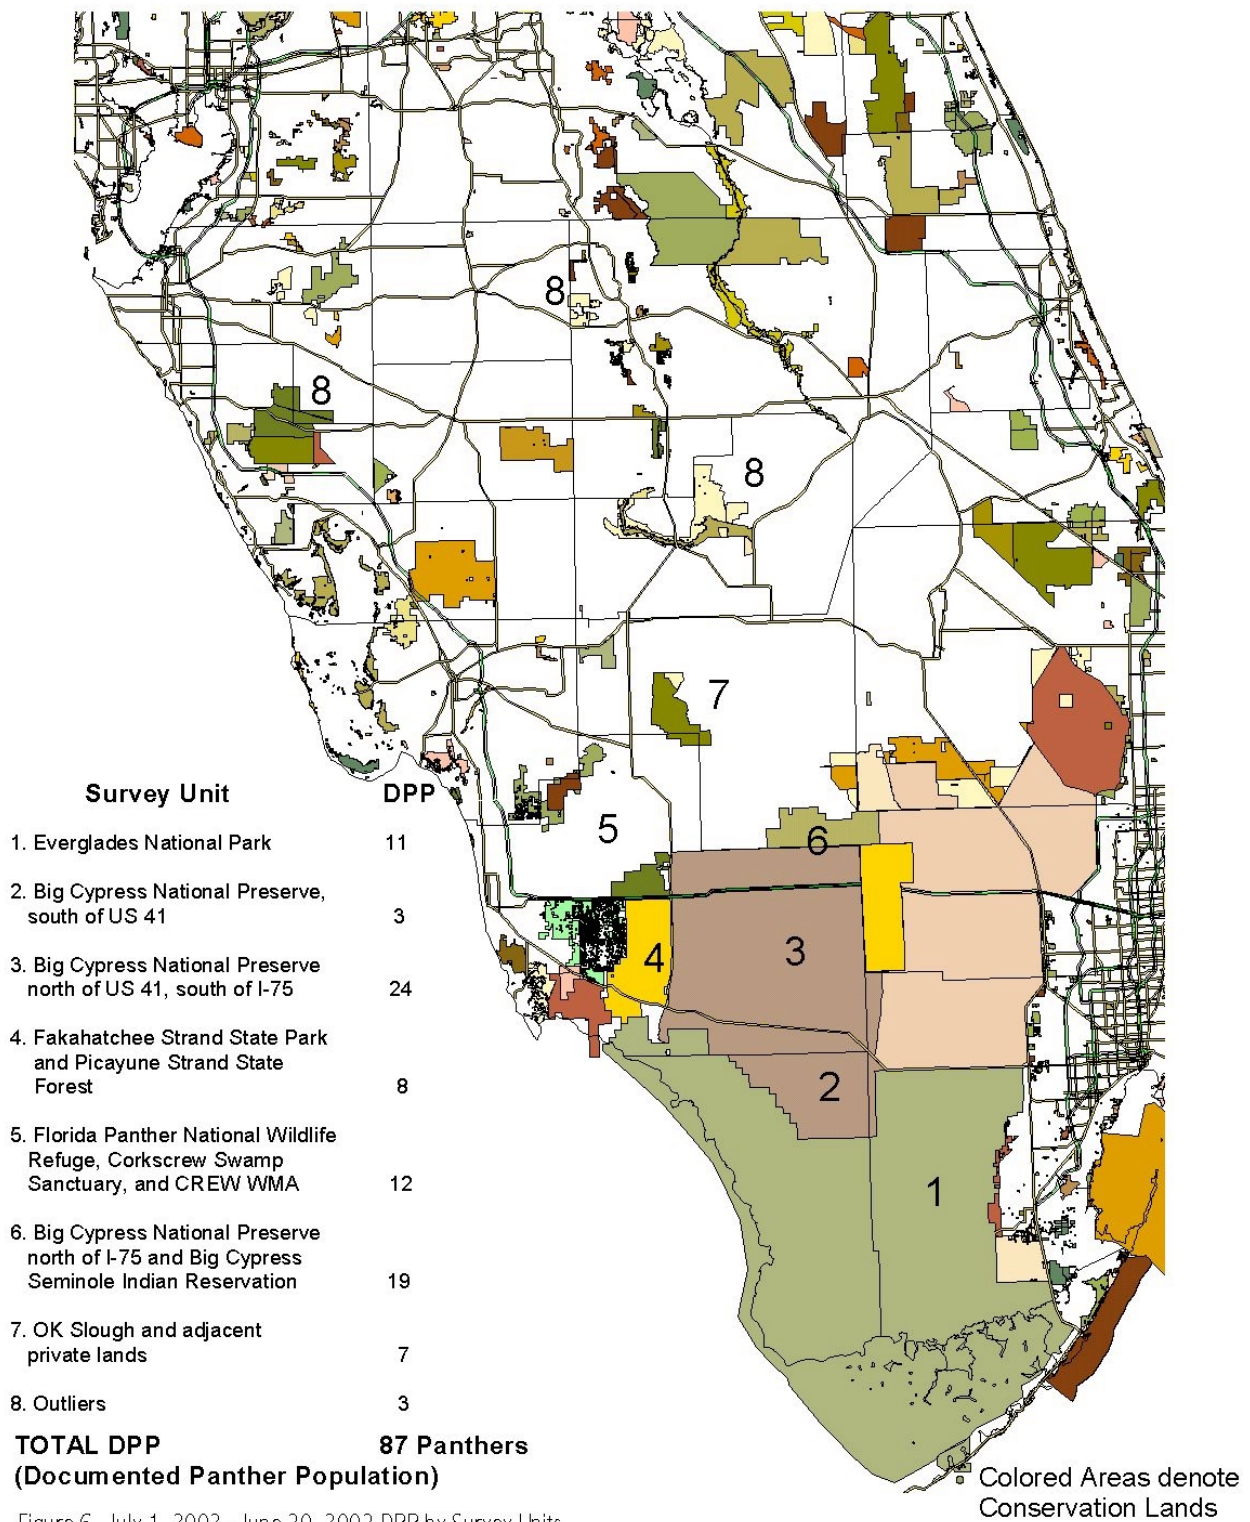 8
8
8
7
Survey Unit DPP
1. Everglades National Park 11
2. Big Cypress National Preserve,
south of US 41 3
3. Big Cypress National Preserve
north of US 41, south of I-75 24
4. Fakahatchee Strand State Park
and Picayune Strand State
Forest 8
5. Florida Panther National Wildlife
Refuge, Corkscrew Swamp
Sanctuary, and CREW WMA 12
6. Big Cypress National Preserve
north of I-75 and Big Cypress
Seminole Indian Reservation 19
7. OK Slough and adjacent
private lands 7
8. Outliers 3
TOTAL DPP 87 Panthers
(Documented Panther Population)
5
6
4
3
2
1
Colored Areas denote
Conservation Lands